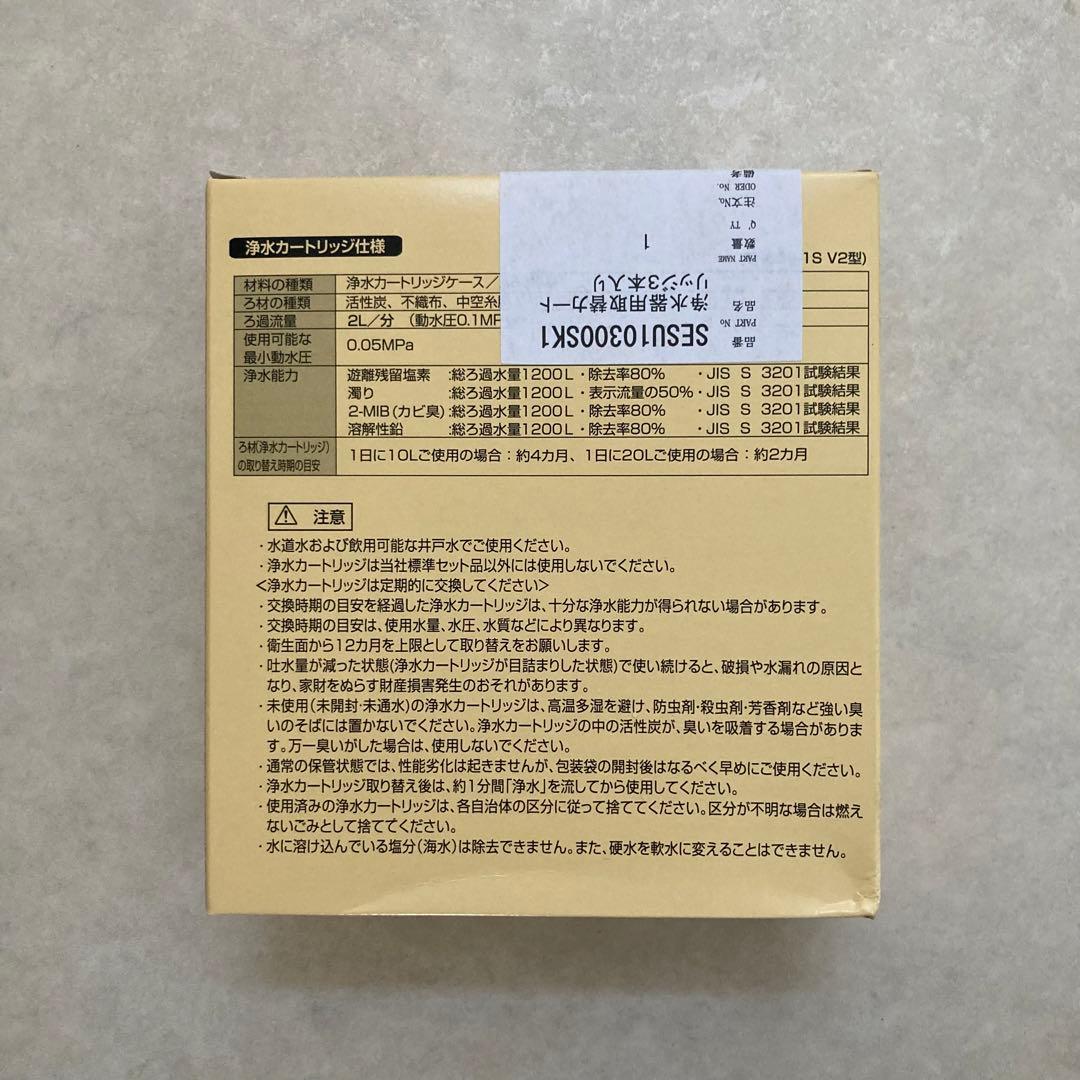 浄水カートリッジ仕様
1S V2型)
材料の種類 浄水カートリッジケース／
ろ材の種類 活性炭、不織布、中空糸
ろ過流量 2L／分 (動水圧0.1MP
使用可能な
最小動水圧 0.05MPa
浄水能力 遊離残留塩素 :総ろ過水量1200L・除去率80% ・JIS S 3201試験結果
濁り :総ろ過水量1200L・表示流量の50%・JIS S 3201試験結果
2-MIB(カビ臭):総ろ過水量1200L・除去率80% ・JIS S 3201試験結果
溶解性鉛 :総ろ過水量1200L・除去率80% ・JIS S 3201試験結果
ろ材(浄水カートリッジ)
の取り替え時期の目安 1日に10Lご使用の場合：約4カ月、1日に20Lご使用の場合：約2カ月
品番
PART No SESU10300SK1
品名 浄水器用取替カート
PART NAME リッジ3本入り
数量
Q'TY 1
注文No.
ODER No.
備考
注意
・水道水および飲用可能な井戸水でご使用ください。
・浄水カートリッジは当社標準セット品以外には使用しないでください。
＜浄水カートリッジは定期的に交換してください＞
・交換時期の目安を経過した浄水カートリッジは、十分な浄水能力が得られない場合があります。
・交換時期の目安は、使用水量、水圧、水質などにより異なります。
・衛生面から12カ月を上限として取り替えをお願いします。
・吐水量が減った状態(浄水カートリッジが目詰まりした状態)で使い続けると、破損や水漏れの原因と
なり、家財をぬらす財産損害発生のおそれがあります。
・未使用(未開封・未通水)の浄水カートリッジは、高温多湿を避け、防虫剤・殺虫剤・芳香剤など強い臭
いのそばには置かないでください。浄水カートリッジの中の活性炭が、臭いを吸着する場合がありま
す。万一臭いがした場合は、使用しないでください。
・通常の保管状態では、性能劣化は起きませんが、包装袋の開封後はなるべく早めにご使用ください。
・浄水カートリッジ取り替え後は、約1分間「浄水」を流してから使用してください。
・使用済みの浄水カートリッジは、各自治体の区分に従って捨ててください。区分が不明な場合は燃え
ないごみとして捨ててください。
・水に溶け込んでいる塩分(海水)は除去できません。また、硬水を軟水に変えることはできません。